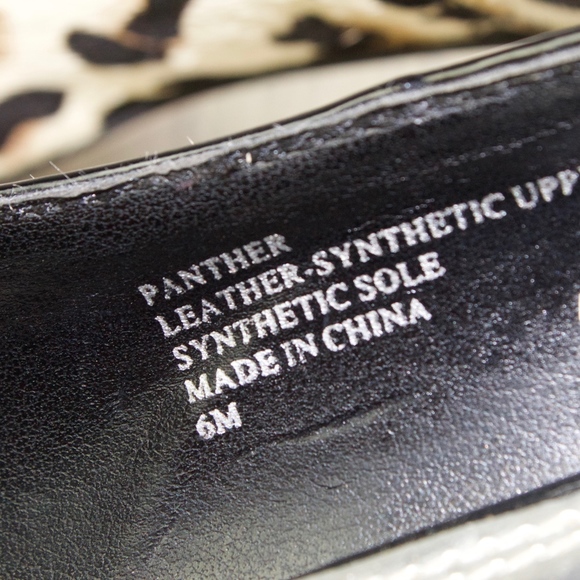 PANTHER
LEATHER-SYNTHETIC UPP
SYNTHETIC SOLE
MADE IN CHINA
6M